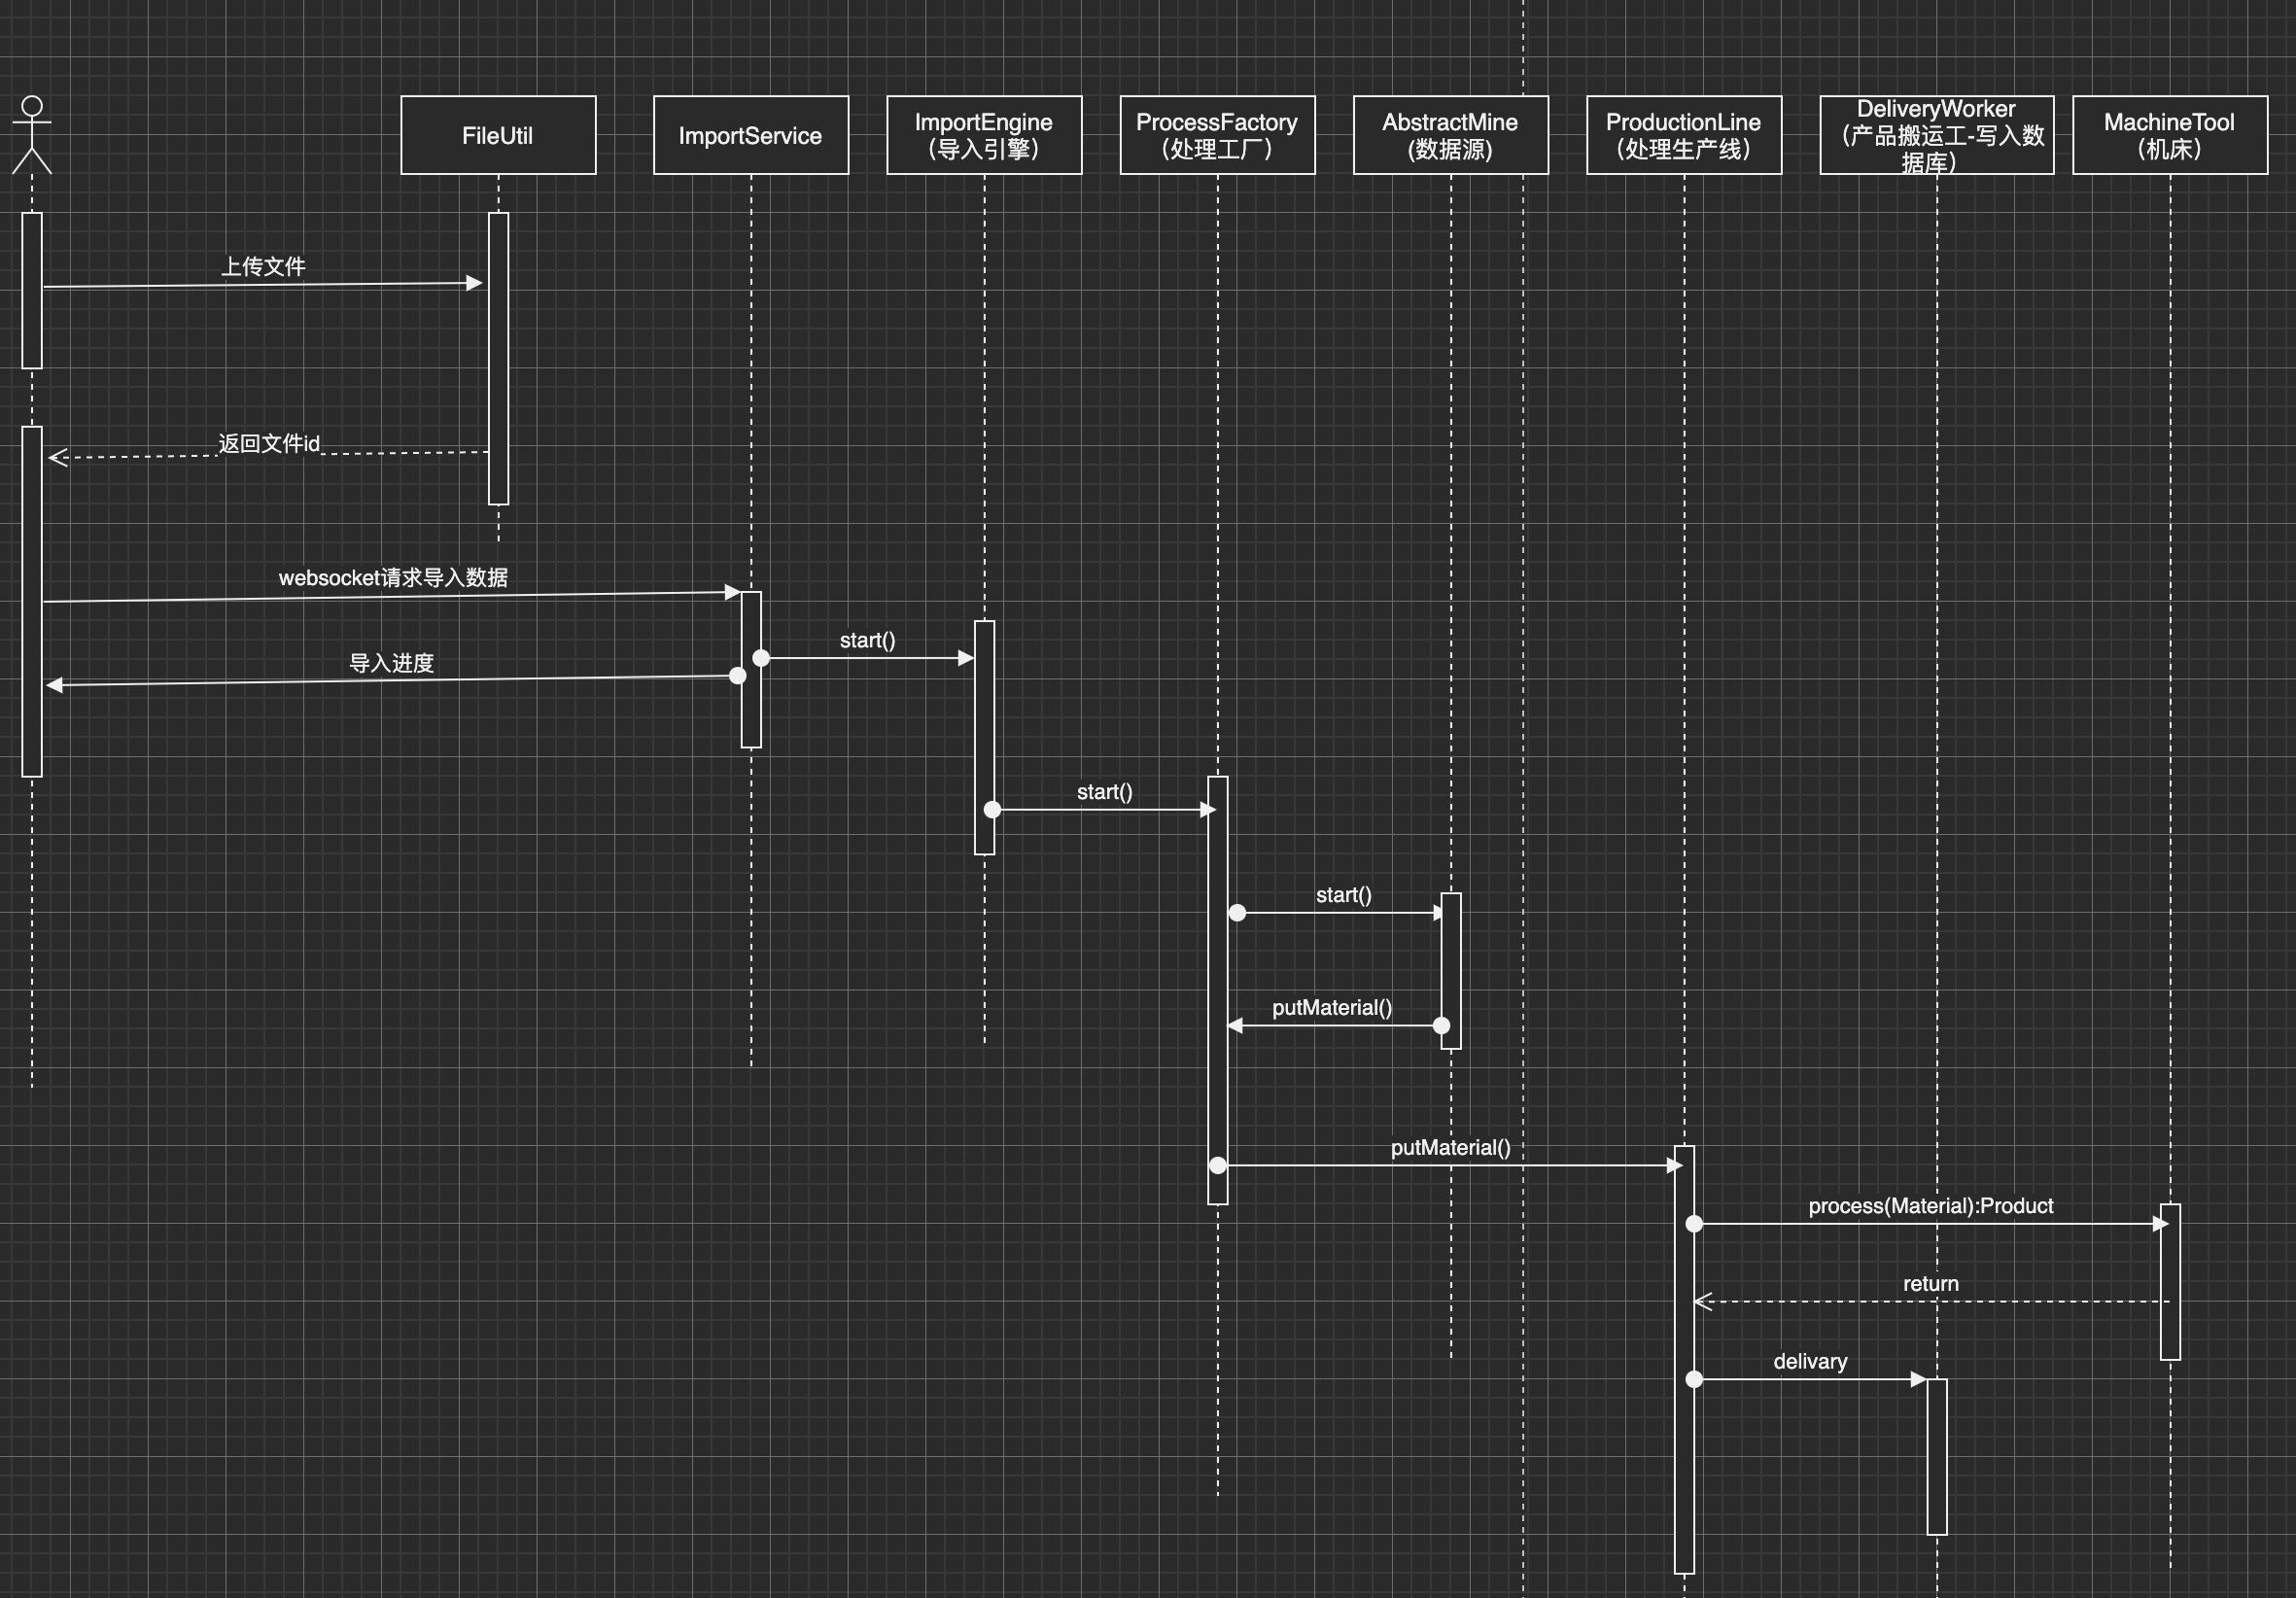 FileUtil
ImportService
ImportEngine
（导入引擎）
ProcessFactory
（处理工厂）
AbstractMine
(数据源)
ProductionLine
（处理生产线）
DeliveryWorker
（产品搬运工-写入数
据库）
MachineTool
（机床）
上传文件
返回文件id
websocket请求导入数据
start()
导入进度
start()
start()
putMaterial()
putMaterial()
process(Material):Product
return
delivary